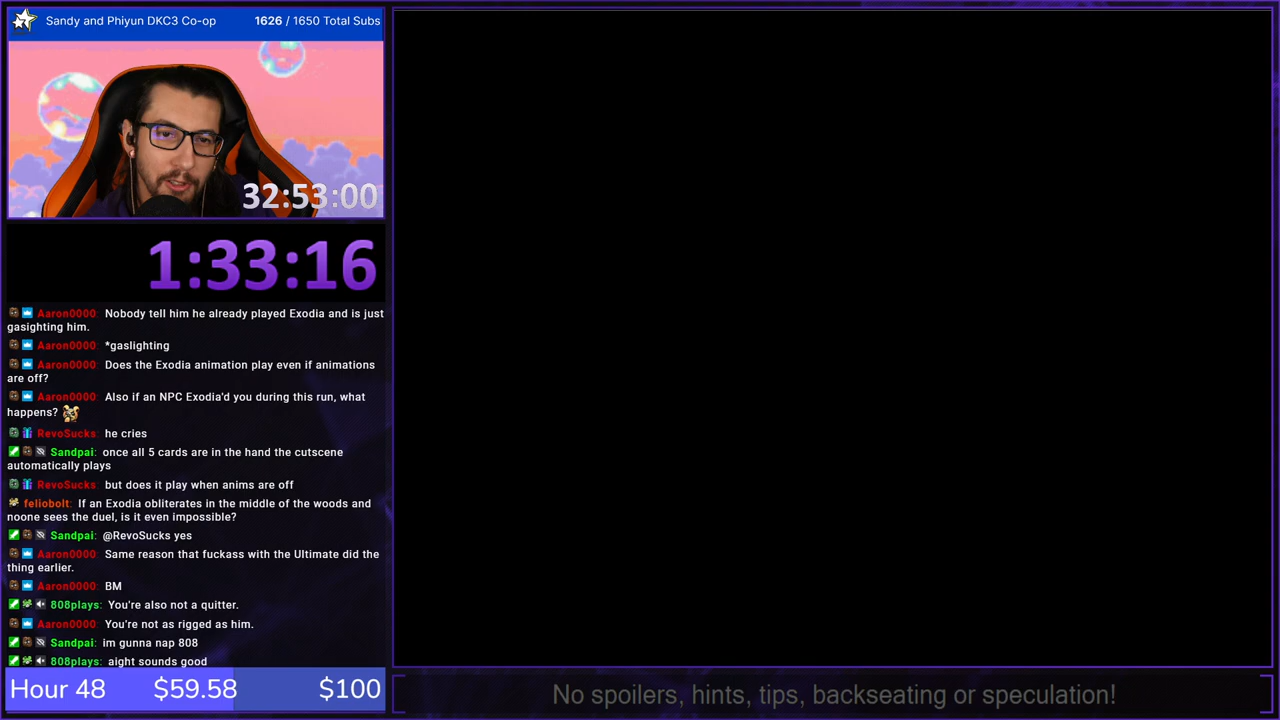 Sandy and Phiyun DKC3 Co-op
1626 / 1650 Total Subs
32:53:00
1:33:16
Aaron0000: Nobody tell him he already played Exodia and is just
gasighting him.
Aaron0000: *gaslighting
Aaron0000: Does the Exodia animation play even if animations
are off?
Aaron0000: Also if an NPC Exodia'd you during this run, what
happens?
RevoSucks: he cries
Sandpai: once all 5 cards are in the hand the cutscene
automatically plays
RevoSucks: but does it play when anims are off
feliobolt: If an Exodia obliterates in the middle of the woods and
noone sees the duel, is it even impossible?
Sandpai: @RevoSucks yes
Aaron0000: Same reason that fuckass with the Ultimate did the
thing earlier.
Aaron0000: BM
808plays: You're also not a quitter.
Aaron0000: You're not as rigged as him.
Sandpai: im gunna nap 808
808plays: aight sounds good
Hour 48 $59.58 $100
No spoilers, hints, tips, backseating or speculation!